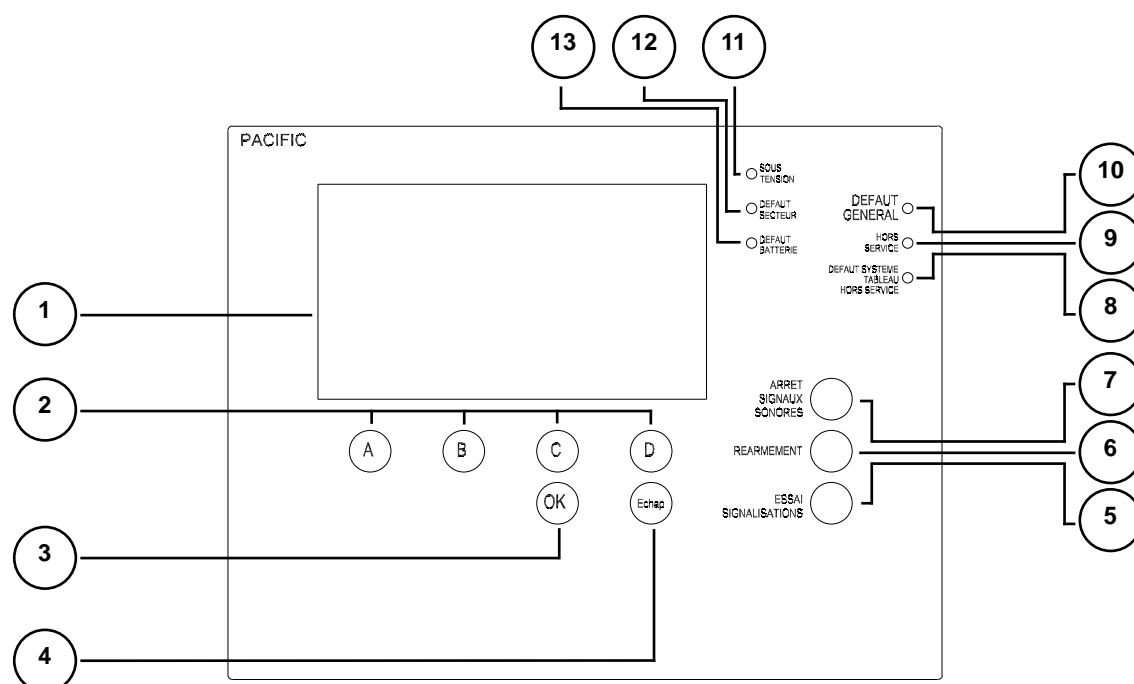 13
12
11
PACIFIC
SOUS
TENSION
DEFAUT
SECTEUR
DEFAUT
BATTERIE
DEFAUT
GENERAL
HORS
SERVICE
DEFAUT SYSTEME
TABLEAU
HORS SERVICE
10
9
8
1
2
A
B
C
D
OK
Echap
3
4
ARRET
SIGNAUX
SONORES
REARMEMENT
ESSAI
SIGNALISATIONS
7
6
5